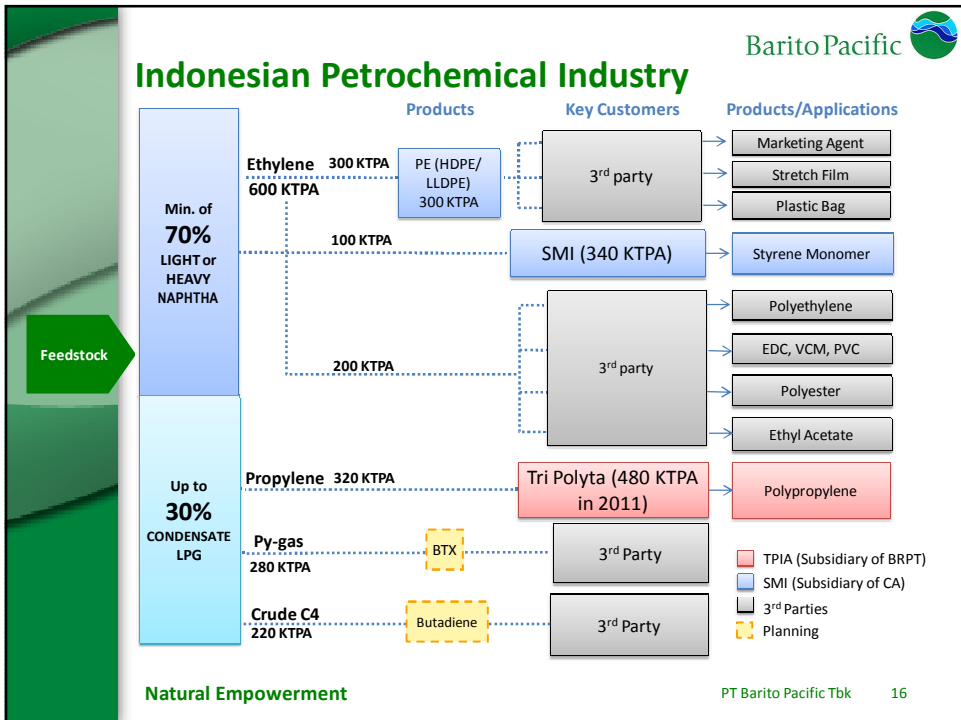 Barito Pacific
Indonesian Petrochemical Industry
Products
Key Customers
Products/Applications
Feedstock
Min. of
70%
LIGHT or
HEAVY
NAPHTHA
Up to
30%
CONDENSATE
LPG
Ethylene
600 KTPA
300 KTPA
PE (HDPE/
LLDPE)
300 KTPA
3rd party
Marketing Agent
Stretch Film
Plastic Bag
100 KTPA
SMI (340 KTPA)
Styrene Monomer
200 KTPA
3rd party
Polyethylene
EDC, VCM, PVC
Polyester
Ethyl Acetate
Propylene
320 KTPA
Tri Polyta (480 KTPA
in 2011)
Polypropylene
Py-gas
280 KTPA
BTX
3rd Party
Crude C4
220 KTPA
Butadiene
3rd Party
TPIA (Subsidiary of BRPT)
SMI (Subsidiary of CA)
3rd Parties
Planning
Natural Empowerment
PT Barito Pacific Tbk
16